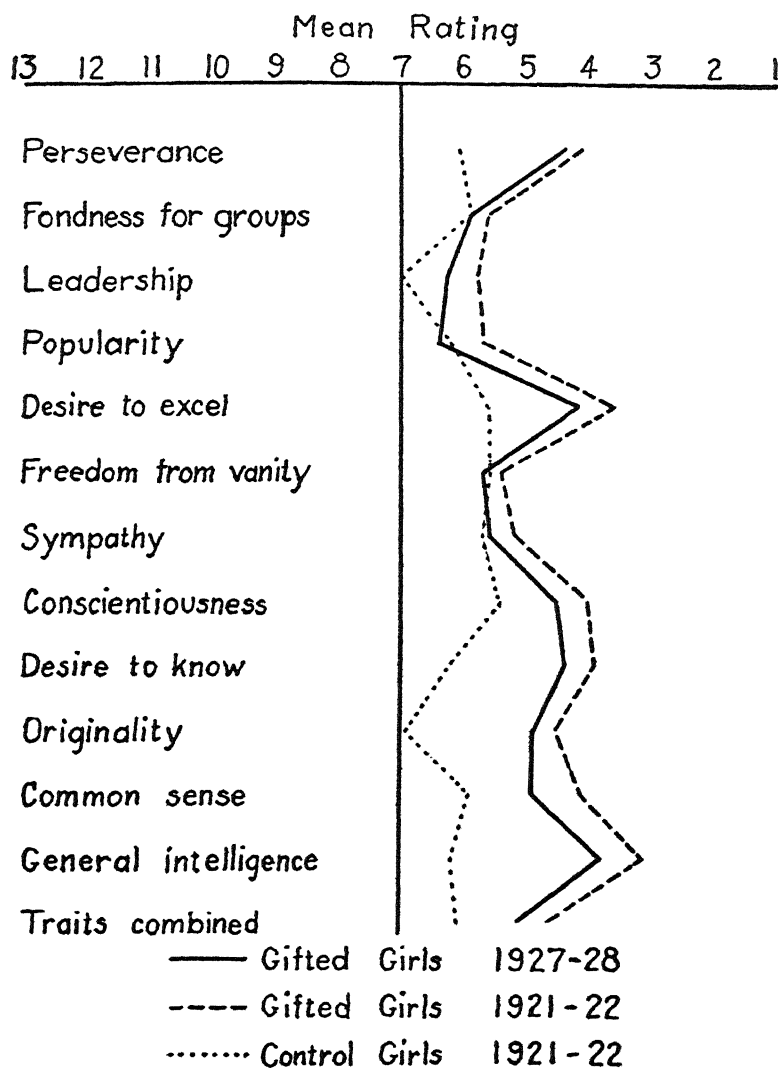 Mean Rating
13 12 11 10 9 8 7 6 5 4 3 2 1
Perseverance
Fondness for groups
Leadership
Popularity
Desire to excel
Freedom from vanity
Sympathy
Conscientiousness
Desire to know
Originality
Common sense
General intelligence
Traits combined
Gifted Girls 1927-28
Gifted Girls 1921-22
Control Girls 1921-22